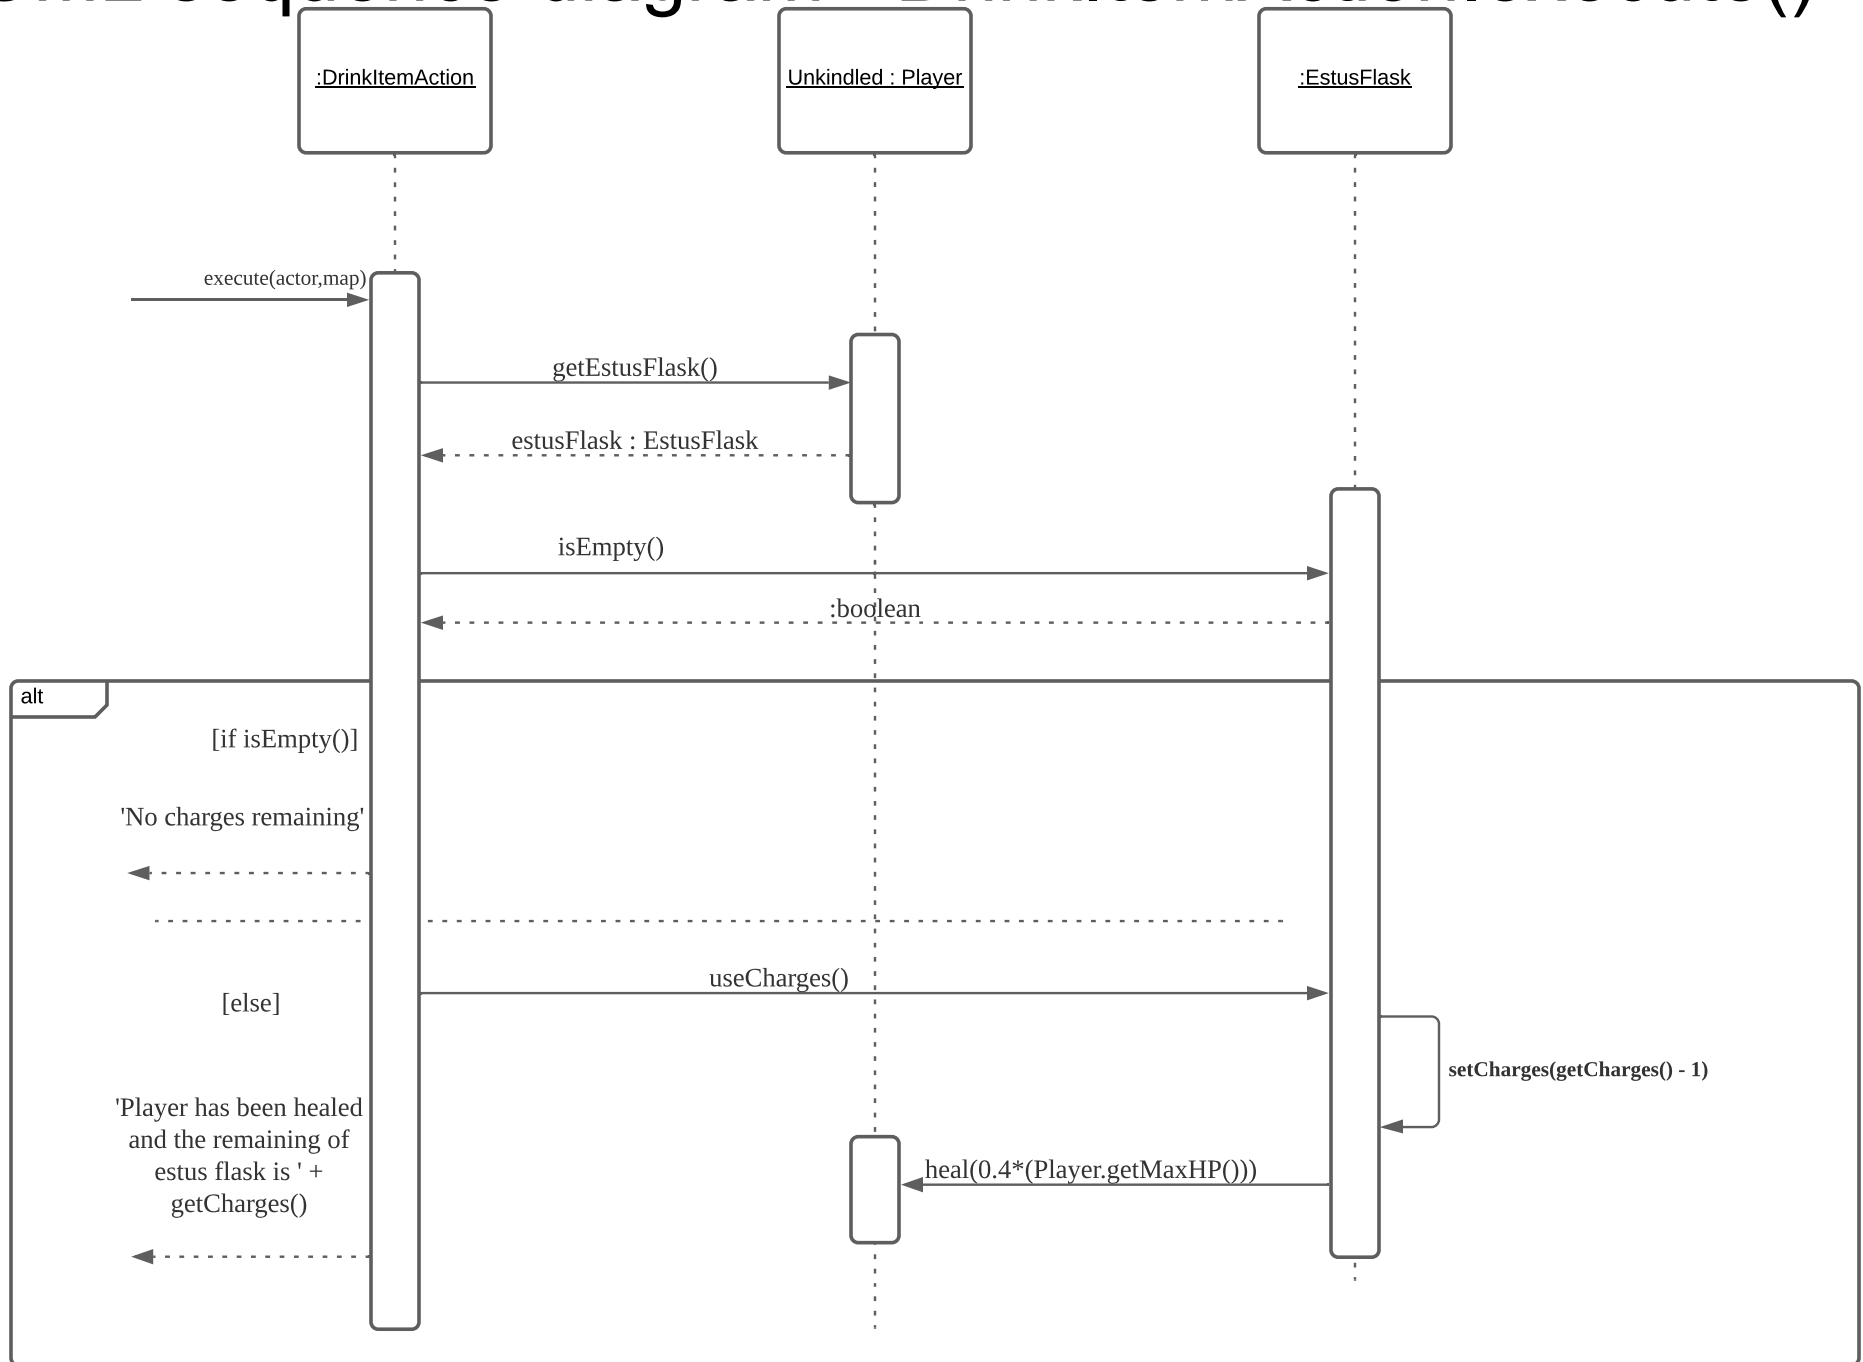 :DrinkItemAction
Unkindled : Player
:EstusFlask
execute(actor,map)
getEstusFlask()
estusFlask : EstusFlask
isEmpty()
:boolean
alt
[if isEmpty()]
'No charges remaining'
useCharges()
[else]
setCharges(getCharges() - 1)
'Player has been healed
and the remaining of
estus flask is ' +
getCharges()
heal(0.4*(Player.getMaxHP()))